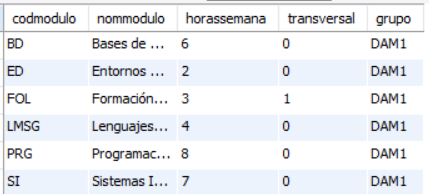 codmodulo nommodulo horassemana transversal grupo
BD Bases de ... 6 0 DAM1
ED Entornos ... 2 0 DAM1
FOL Formación... 3 1 DAM1
LMSG Lenguajes... 4 0 DAM1
PRG Programac... 8 0 DAM1
SI Sistemas I... 7 0 DAM1